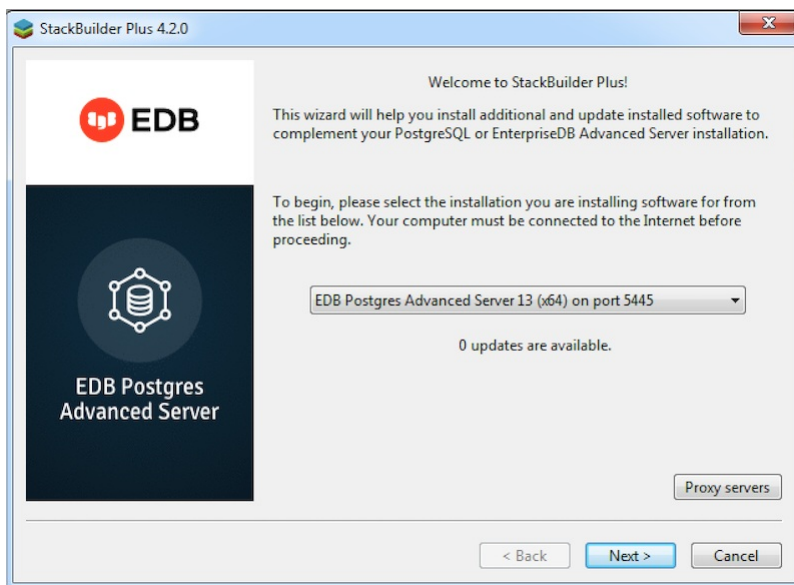 StackBuilder Plus 4.2.0
EDB
EDB Postgres
Advanced Server
Welcome to StackBuilder Plus!
This wizard will help you install additional and update installed software to
complement your PostgreSQL or EnterpriseDB Advanced Server installation.
To begin, please select the installation you are installing software for from
the list below. Your computer must be connected to the Internet before
proceeding.
EDB Postgres Advanced Server 13 (x64) on port 5445
0 updates are available.
Proxy servers
< Back Next > Cancel